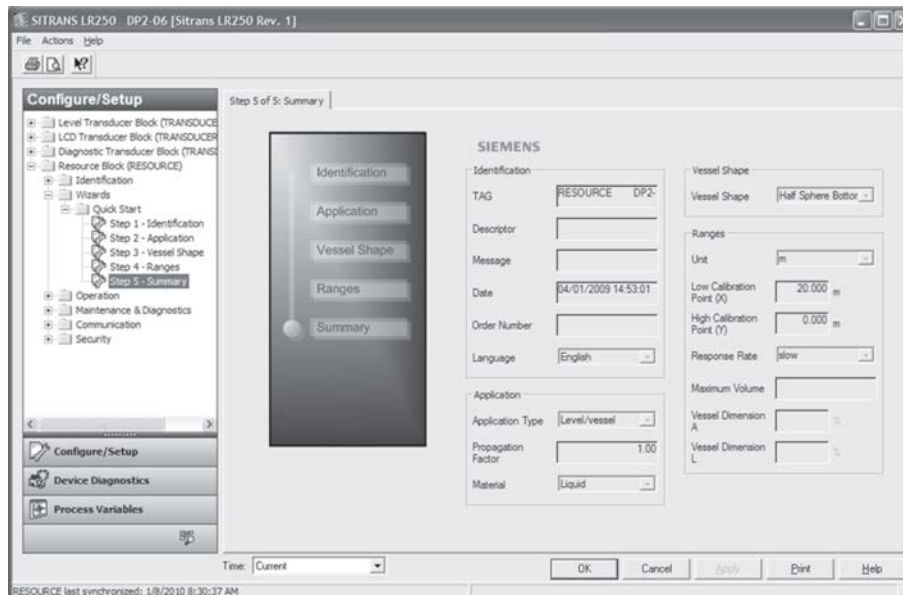 SITRANS LR250 DP2-06 [Sitrans LR250 Rev. 1]
File Actions Help
Configure/Setup
Level Transducer Block (TRANSDUCE
LCD Transducer Block (TRANSDUCER
Diagnostic Transducer Block (TRANSI
Resource Block (RESOURCE)
Identification
Wizards
Quick Start
Step 1 - Identification
Step 2 - Application
Step 3 - Vessel Shape
Step 4 - Ranges
Step 5 - Summary
Operation
Maintenance & Diagnostics
Communication
Security
Configure/Setup
Device Diagnostics
Process Variables
Step 5 of 5: Summary
Identification
Application
Vessel Shape
Ranges
Summary
SIEMENS
Identification
TAG RESOURCE DP2-
Descriptor
Message
Date 04/01/2009 14:53:01
Order Number
Language English
Application
Application Type Level/vessel
Propagation Factor 1.00
Material Liquid
Vessel Shape
Vessel Shape Half Sphere Bottor
Ranges
Unit m
Low Calibration Point (X) 20.000 m
High Calibration Point (Y) 0.000 m
Response Rate slow
Maximum Volume
Vessel Dimension A
Vessel Dimension L
Time: Current
OK Cancel Apply Print Help
RESOURCE last synchronized: 1/8/2010 8:30:37 AM